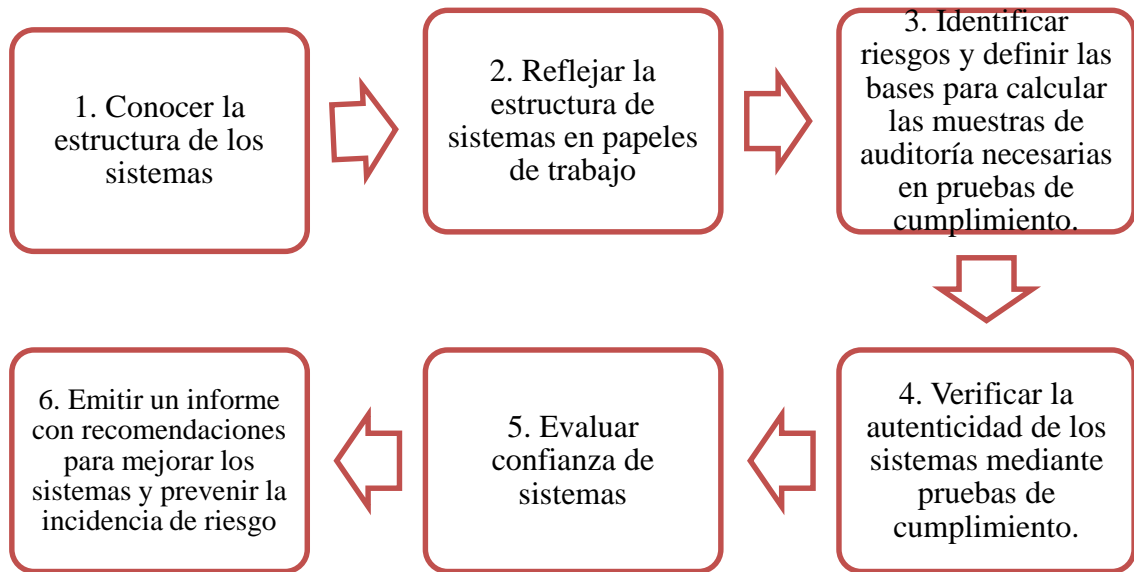 1. Conocer la
estructura de los
sistemas
2. Reflejar la
estructura de
sistemas en papeles
de trabajo
3. Identificar
riesgos y definir las
bases para calcular
las muestras de
auditoría necesarias
en pruebas de
cumplimiento.
4. Verificar la
autenticidad de los
sistemas mediante
pruebas de
cumplimiento.
5. Evaluar
confianza de
sistemas
6. Emitir un informe
con recomendaciones
para mejorar los
sistemas y prevenir la
incidencia de riesgo